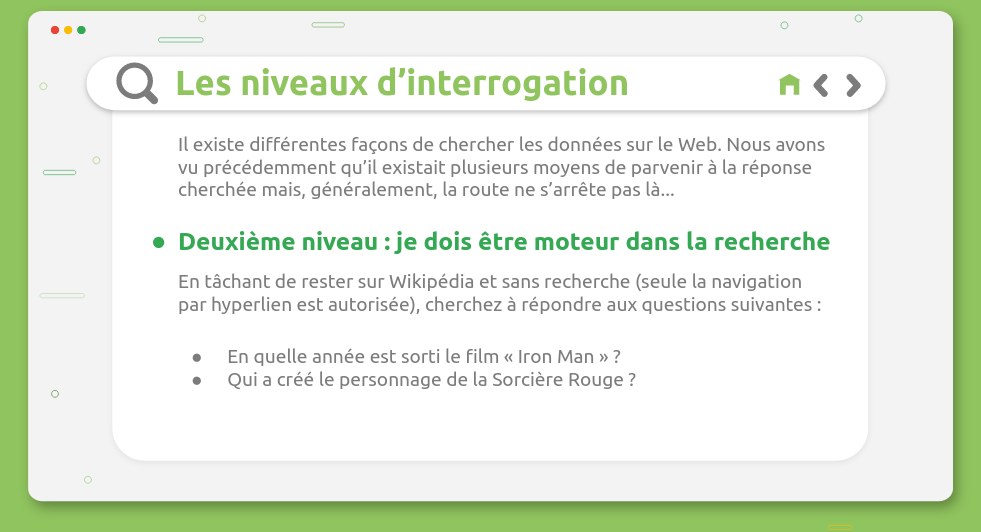 Les niveaux d’interrogation
Il existe différentes façons de chercher les données sur le Web. Nous avons
vu précédemment qu’il existait plusieurs moyens de parvenir à la réponse
cherchée mais, généralement, la route ne s’arrête pas là...
● Deuxième niveau : je dois être moteur dans la recherche
En tâchant de rester sur Wikipédia et sans recherche (seule la navigation
par hyperlien est autorisée), cherchez à répondre aux questions suivantes :
● En quelle année est sorti le film « Iron Man » ?
● Qui a créé le personnage de la Sorcière Rouge ?